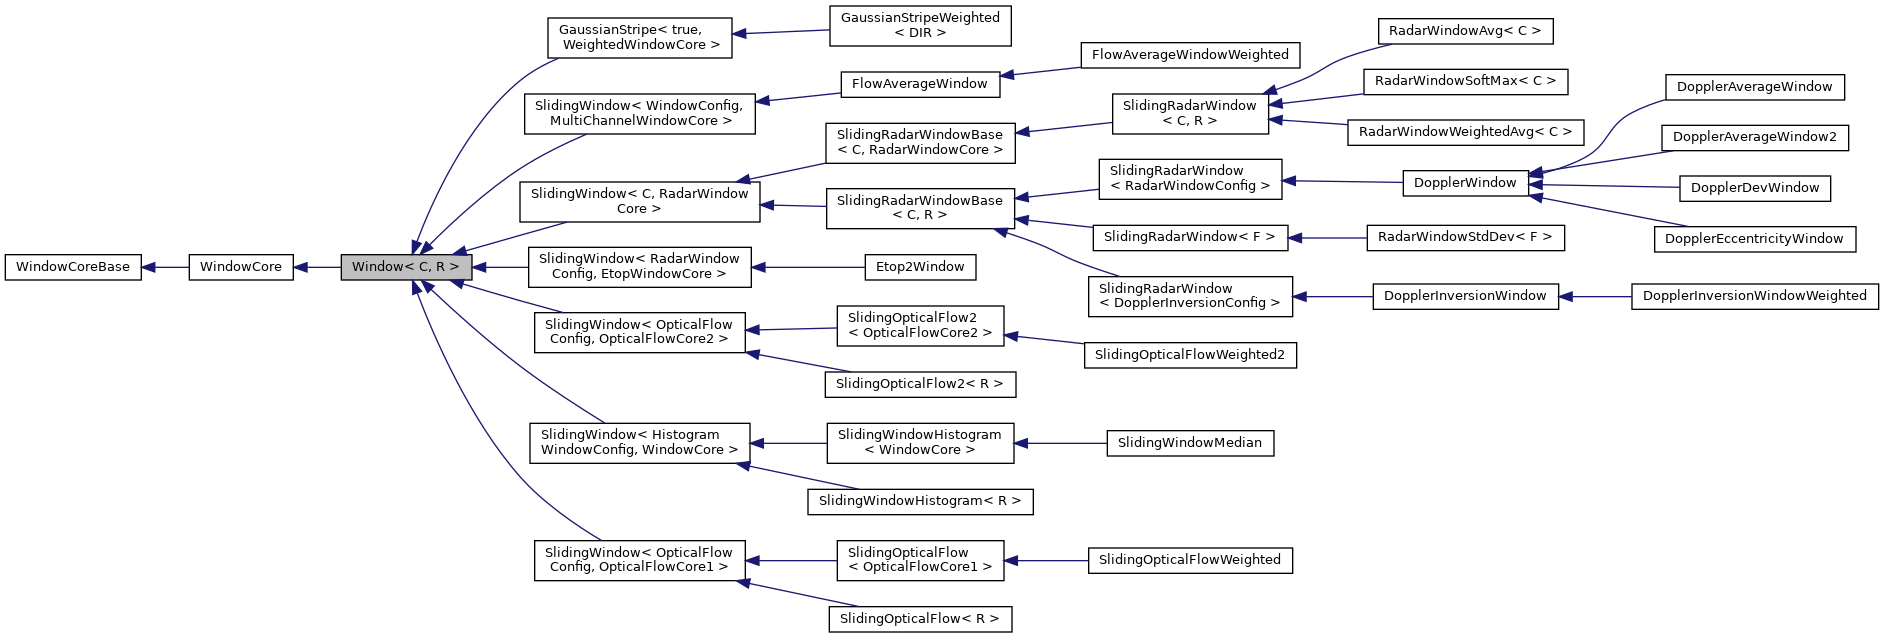 WindowCoreBase
WindowCore
Window< C, R >
GaussianStripe< true,
WeightedWindowCore >
GaussianStripeWeighted
< DIR >
SlidingWindow< WindowConfig,
MultiChannelWindowCore >
FlowAverageWindow
FlowAverageWindowWeighted
SlidingWindow< C, RadarWindow
Core >
SlidingRadarWindowBase
< C, RadarWindowCore >
SlidingRadarWindow
< C, R >
RadarWindowAvg< C >
RadarWindowSoftMax< C >
RadarWindowWeightedAvg< C >
SlidingRadarWindowBase
< C, R >
SlidingRadarWindow
< RadarWindowConfig >
DopplerWindow
DopplerAverageWindow
DopplerAverageWindow2
DopplerDevWindow
DopplerEccentricityWindow
SlidingRadarWindow< F >
RadarWindowStdDev< F >
SlidingRadarWindow
< DopplerInversionConfig >
DopplerInversionWindow
DopplerInversionWindowWeighted
SlidingWindow< RadarWindow
Config, EtopWindowCore >
Etop2Window
SlidingWindow< OpticalFlow
Config, OpticalFlowCore2 >
SlidingOpticalFlow2
< OpticalFlowCore2 >
SlidingOpticalFlowWeighted2
SlidingOpticalFlow2< R >
SlidingWindow< Histogram
WindowConfig, WindowCore >
SlidingWindowHistogram
< WindowCore >
SlidingWindowMedian
SlidingWindowHistogram< R >
SlidingWindow< OpticalFlow
Config, OpticalFlowCore1 >
SlidingOpticalFlow
< OpticalFlowCore1 >
SlidingOpticalFlowWeighted
SlidingOpticalFlow< R >